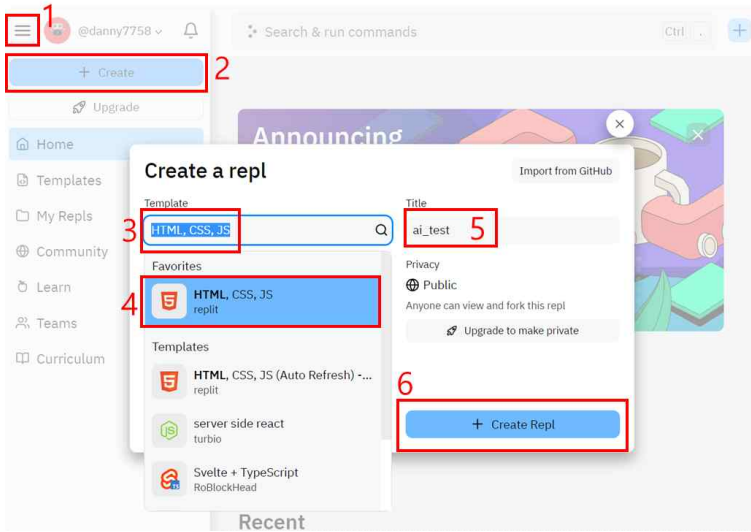 1
@danny7758
Search & run commands
Ctrl .
+
2
+ Create
Upgrade
Home
Templates
My Repls
Community
Learn
Teams
Curriculum
Announcing
Create a repl
Import from GitHub
Template
3
HTML, CSS, JS
Title
ai_test
5
Favorites
4
HTML, CSS, JS
replit
Privacy
Public
Anyone can view and fork this repl
Upgrade to make private
Templates
HTML, CSS, JS (Auto Refresh) -...
replit
server side react
turbio
Svelte + TypeScript
RoBlockHead
6
+ Create Repl
Recent